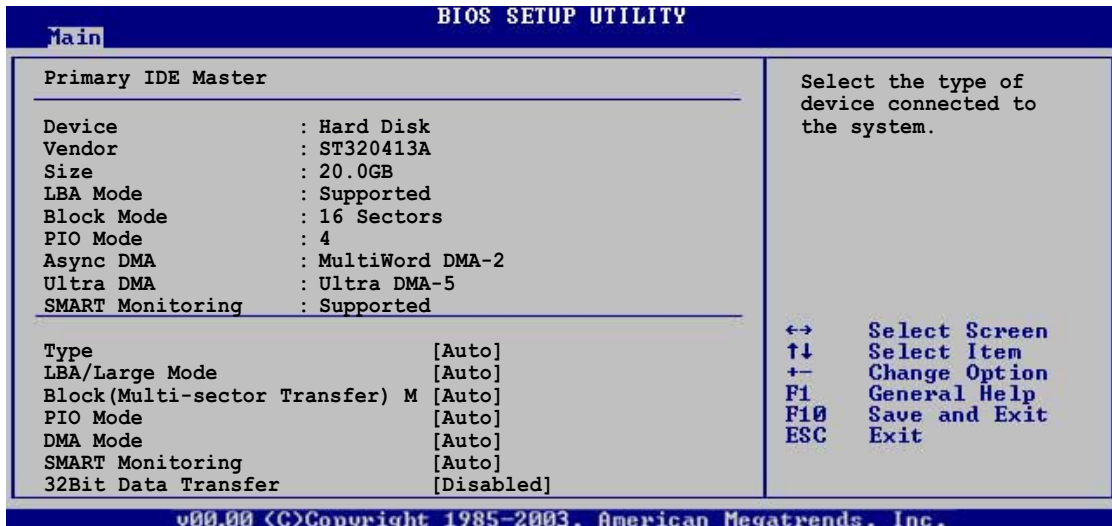 BIOS SETUP UTILITY
Main
Primary IDE Master
Device : Hard Disk
Vendor : ST320413A
Size : 20.0GB
LBA Mode : Supported
Block Mode : 16 Sectors
PIO Mode : 4
Async DMA : MultiWord DMA-2
Ultra DMA : Ultra DMA-5
SMART Monitoring : Supported
Type [Auto]
LBA/Large Mode [Auto]
Block(Multi-sector Transfer) M [Auto]
PIO Mode [Auto]
DMA Mode [Auto]
SMART Monitoring [Auto]
32Bit Data Transfer [Disabled]
Select the type of
device connected to
the system.
←→ Select Screen
↑↓ Select Item
+- Change Option
F1 General Help
F10 Save and Exit
ESC Exit
v00.00 (C)Copyright 1985-2003, American Megatrends, Inc.